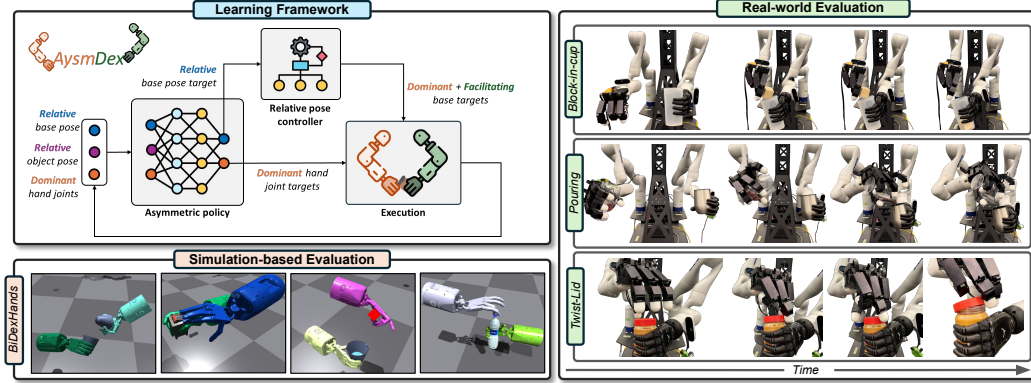 Learning Framework
AysmDex
Relative
base pose target
Relative pose
controller
Dominant + Facilitating
base targets
Relative
base pose
Relative
object pose
Dominant
hand joints
Dominant hand
joint targets
Asymmetric policy
Execution
Simulation-based Evaluation
BiDexHands
Real-world Evaluation
Block-in-cup
Pouring
Twist-Lid
Time